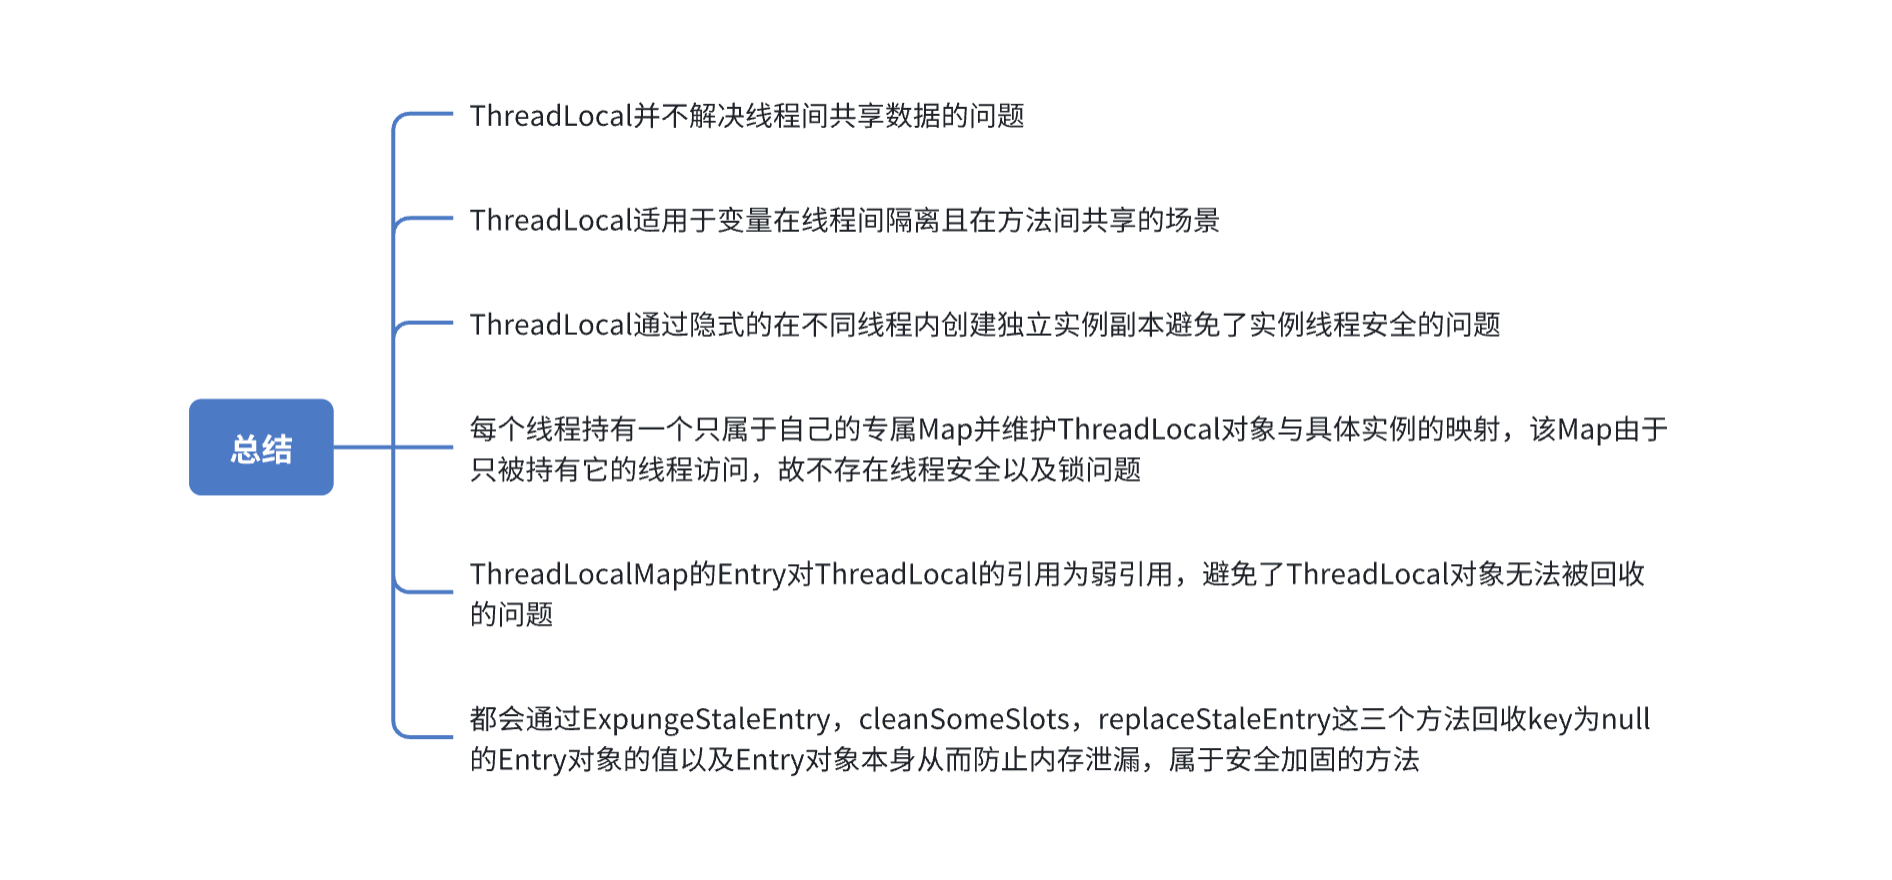 ThreadLocal并不解决线程间共享数据的问题
ThreadLocal适用于变量在线程间隔离且在方法间共享的场景
ThreadLocal通过隐式的在不同线程内创建独立实例副本避免了实例线程安全的问题
总结
每个线程持有一个只属于自己的专属Map并维护ThreadLocal对象与具体实例的映射，该Map由于
只被持有它的线程访问，故不存在线程安全以及锁问题
ThreadLocalMap的Entry对ThreadLocal的引用为弱引用，避免了ThreadLocal对象无法被回收
的问题
都会通过ExpungeStaleEntry，cleanSomeSlots，replaceStaleEntry这三个方法回收key为null
的Entry对象的值以及Entry对象本身从而防止内存泄漏，属于安全加固的方法